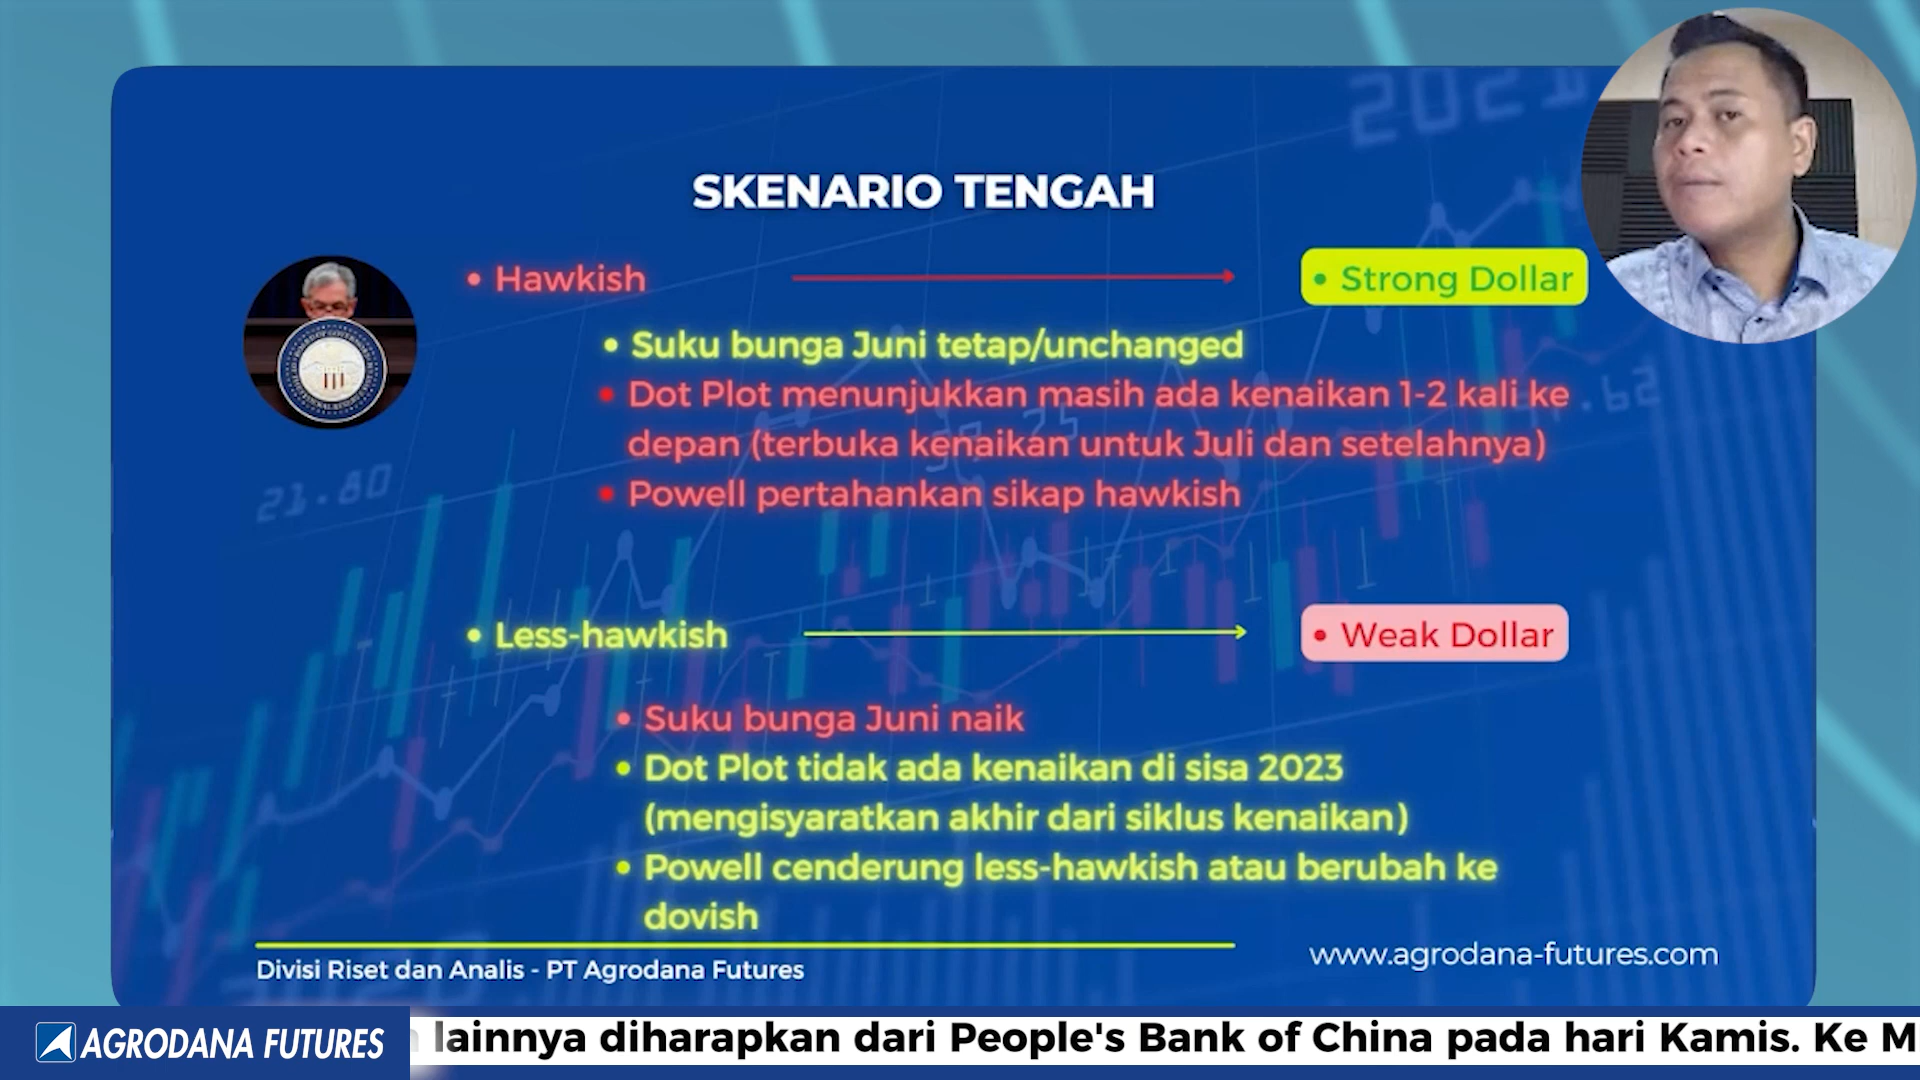 2021
SKENARIO TENGAH
• Hawkish
• Strong Dollar
• Suku bunga Juni tetap/unchanged
• Dot Plot menunjukkan masih ada kenaikan 1-2 kali ke
depan (terbuka kenaikan untuk Juli dan setelahnya)
• Powell pertahankan sikap hawkish
21.80
.62
• Less-hawkish
• Weak Dollar
• Suku bunga Juni naik
• Dot Plot tidak ada kenaikan di sisa 2023
(mengisyaratkan akhir dari siklus kenaikan)
• Powell cenderung less-hawkish atau berubah ke
dovish
Divisi Riset dan Analis - PT Agrodana Futures
www.agrodana-futures.com
AGRODANA FUTURES
lainnya diharapkan dari People's Bank of China pada hari Kamis. Ke M